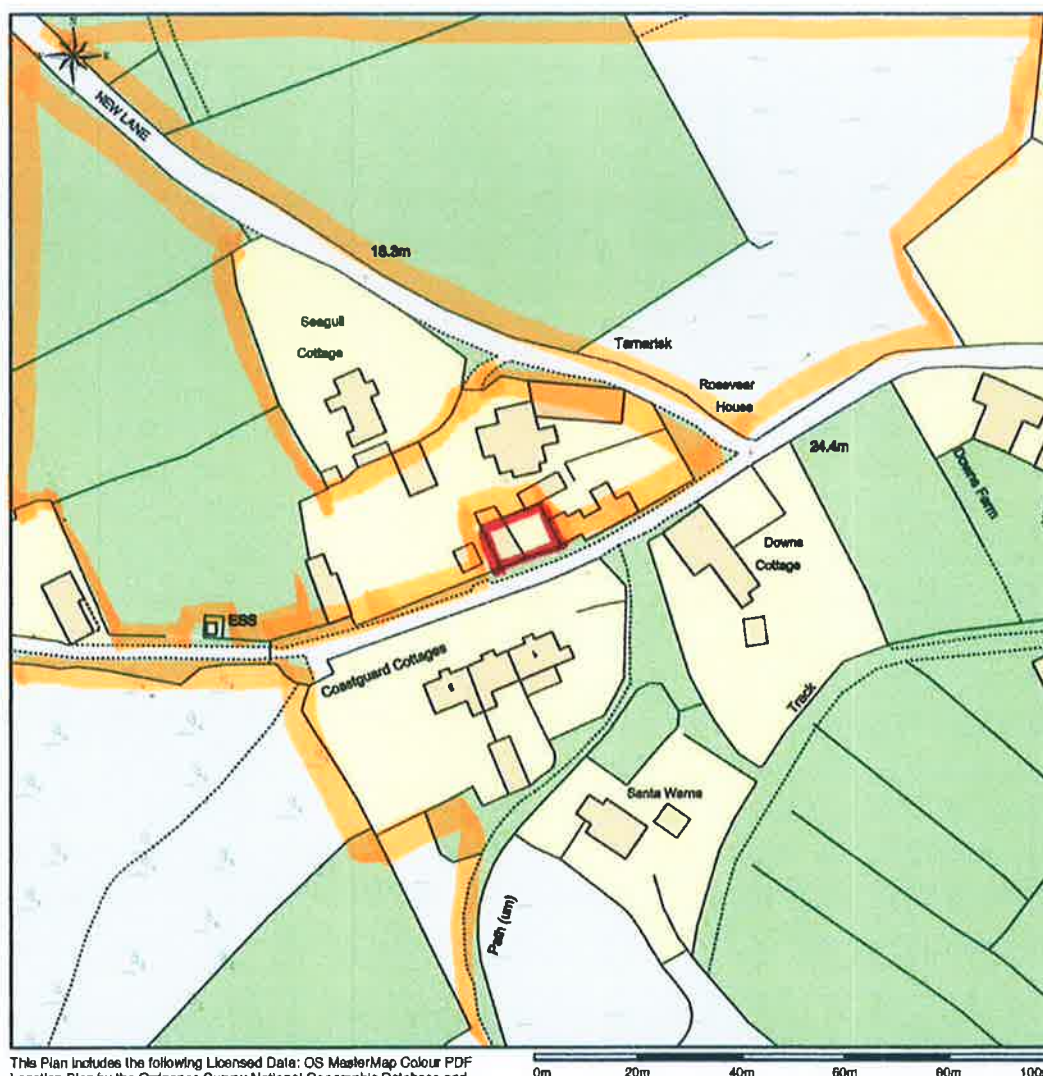 NEW LANE
18.3m
Seagull
Cottage
Tamarisk
Rosevear
House
24.4m
Downs Farm
Downs
Cottage
ESS
Coastguard Cottages
Track
Santa Warna
Path (um)
This Plan includes the following Licensed Data: OS MasterMap Colour PDF
0m 20m 40m 60m 80m 100m